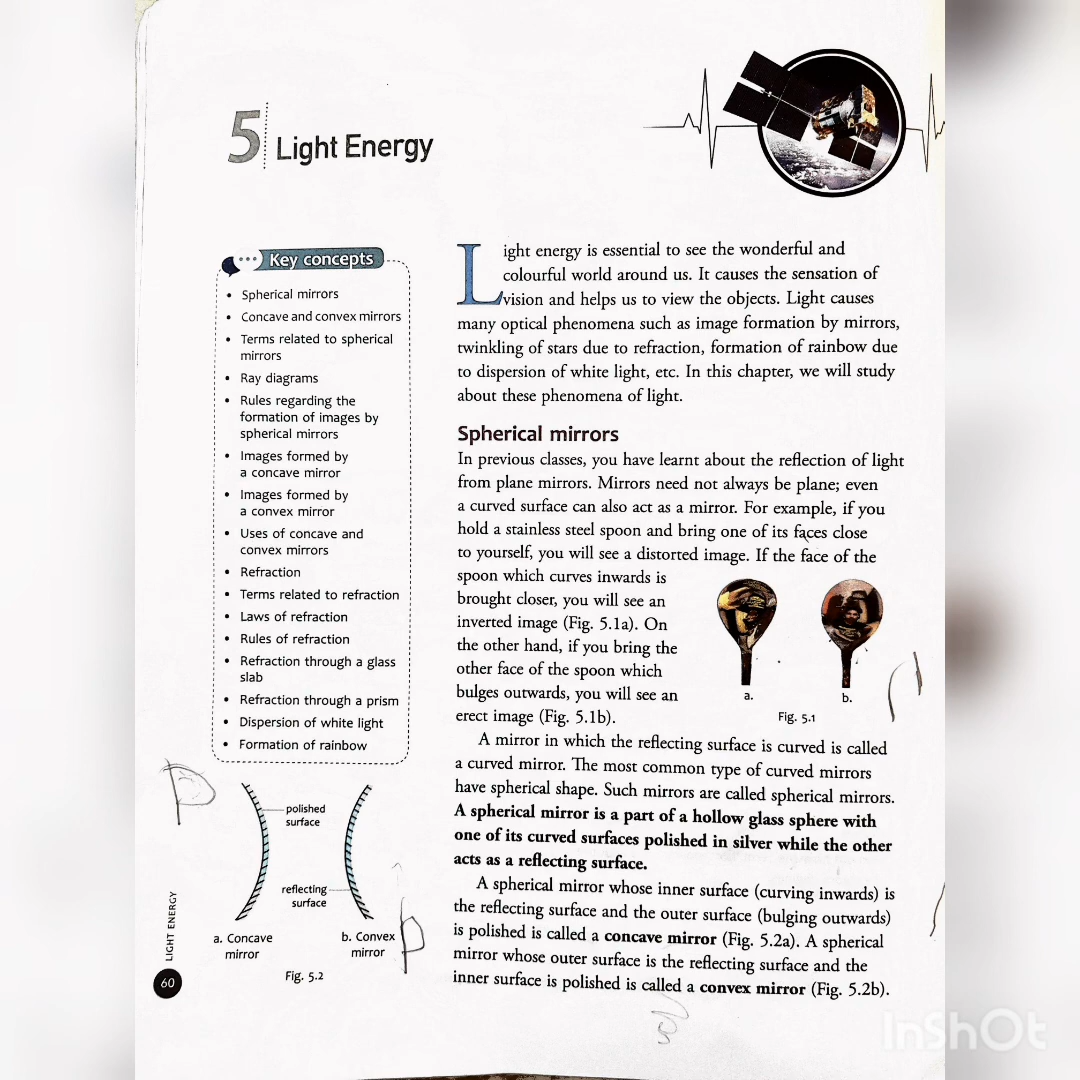 5 Light Energy
Key concepts
• Spherical mirrors
• Concave and convex mirrors
• Terms related to spherical
mirrors
• Ray diagrams
• Rules regarding the
formation of images by
spherical mirrors
• Images formed by
a concave mirror
• Images formed by
a convex mirror
• Uses of concave and
convex mirrors
• Refraction
• Terms related to refraction
• Laws of refraction
• Rules of refraction
• Refraction through a glass
slab
• Refraction through a prism
• Dispersion of white light
• Formation of rainbow
P
polished
surface
reflecting
surface
a. Concave
mirror
b. Convex
mirror
P
Fig. 5.2
LIGHT ENERGY
60
Light energy is essential to see the wonderful and
colourful world around us. It causes the sensation of
vision and helps us to view the objects. Light causes
many optical phenomena such as image formation by mirrors,
twinkling of stars due to refraction, formation of rainbow due
to dispersion of white light, etc. In this chapter, we will study
about these phenomena of light.
Spherical mirrors
In previous classes, you have learnt about the reflection of light
from plane mirrors. Mirrors need not always be plane; even
a curved surface can also act as a mirror. For example, if you
hold a stainless steel spoon and bring one of its faces close
to yourself, you will see a distorted image. If the face of the
spoon which curves inwards is
brought closer, you will see an
inverted image (Fig. 5.1a). On
the other hand, if you bring the
other face of the spoon which
bulges outwards, you will see an
erect image (Fig. 5.1b).
a.
b.
Fig. 5.1
A mirror in which the reflecting surface is curved is called
a curved mirror. The most common type of curved mirrors
have spherical shape. Such mirrors are called spherical mirrors.
A spherical mirror is a part of a hollow glass sphere with
one of its curved surfaces polished in silver while the other
acts as a reflecting surface.
A spherical mirror whose inner surface (curving inwards) is
the reflecting surface and the outer surface (bulging outwards)
is polished is called a concave mirror (Fig. 5.2a). A spherical
mirror whose outer surface is the reflecting surface and the
inner surface is polished is called a convex mirror (Fig. 5.2b).
InShOt